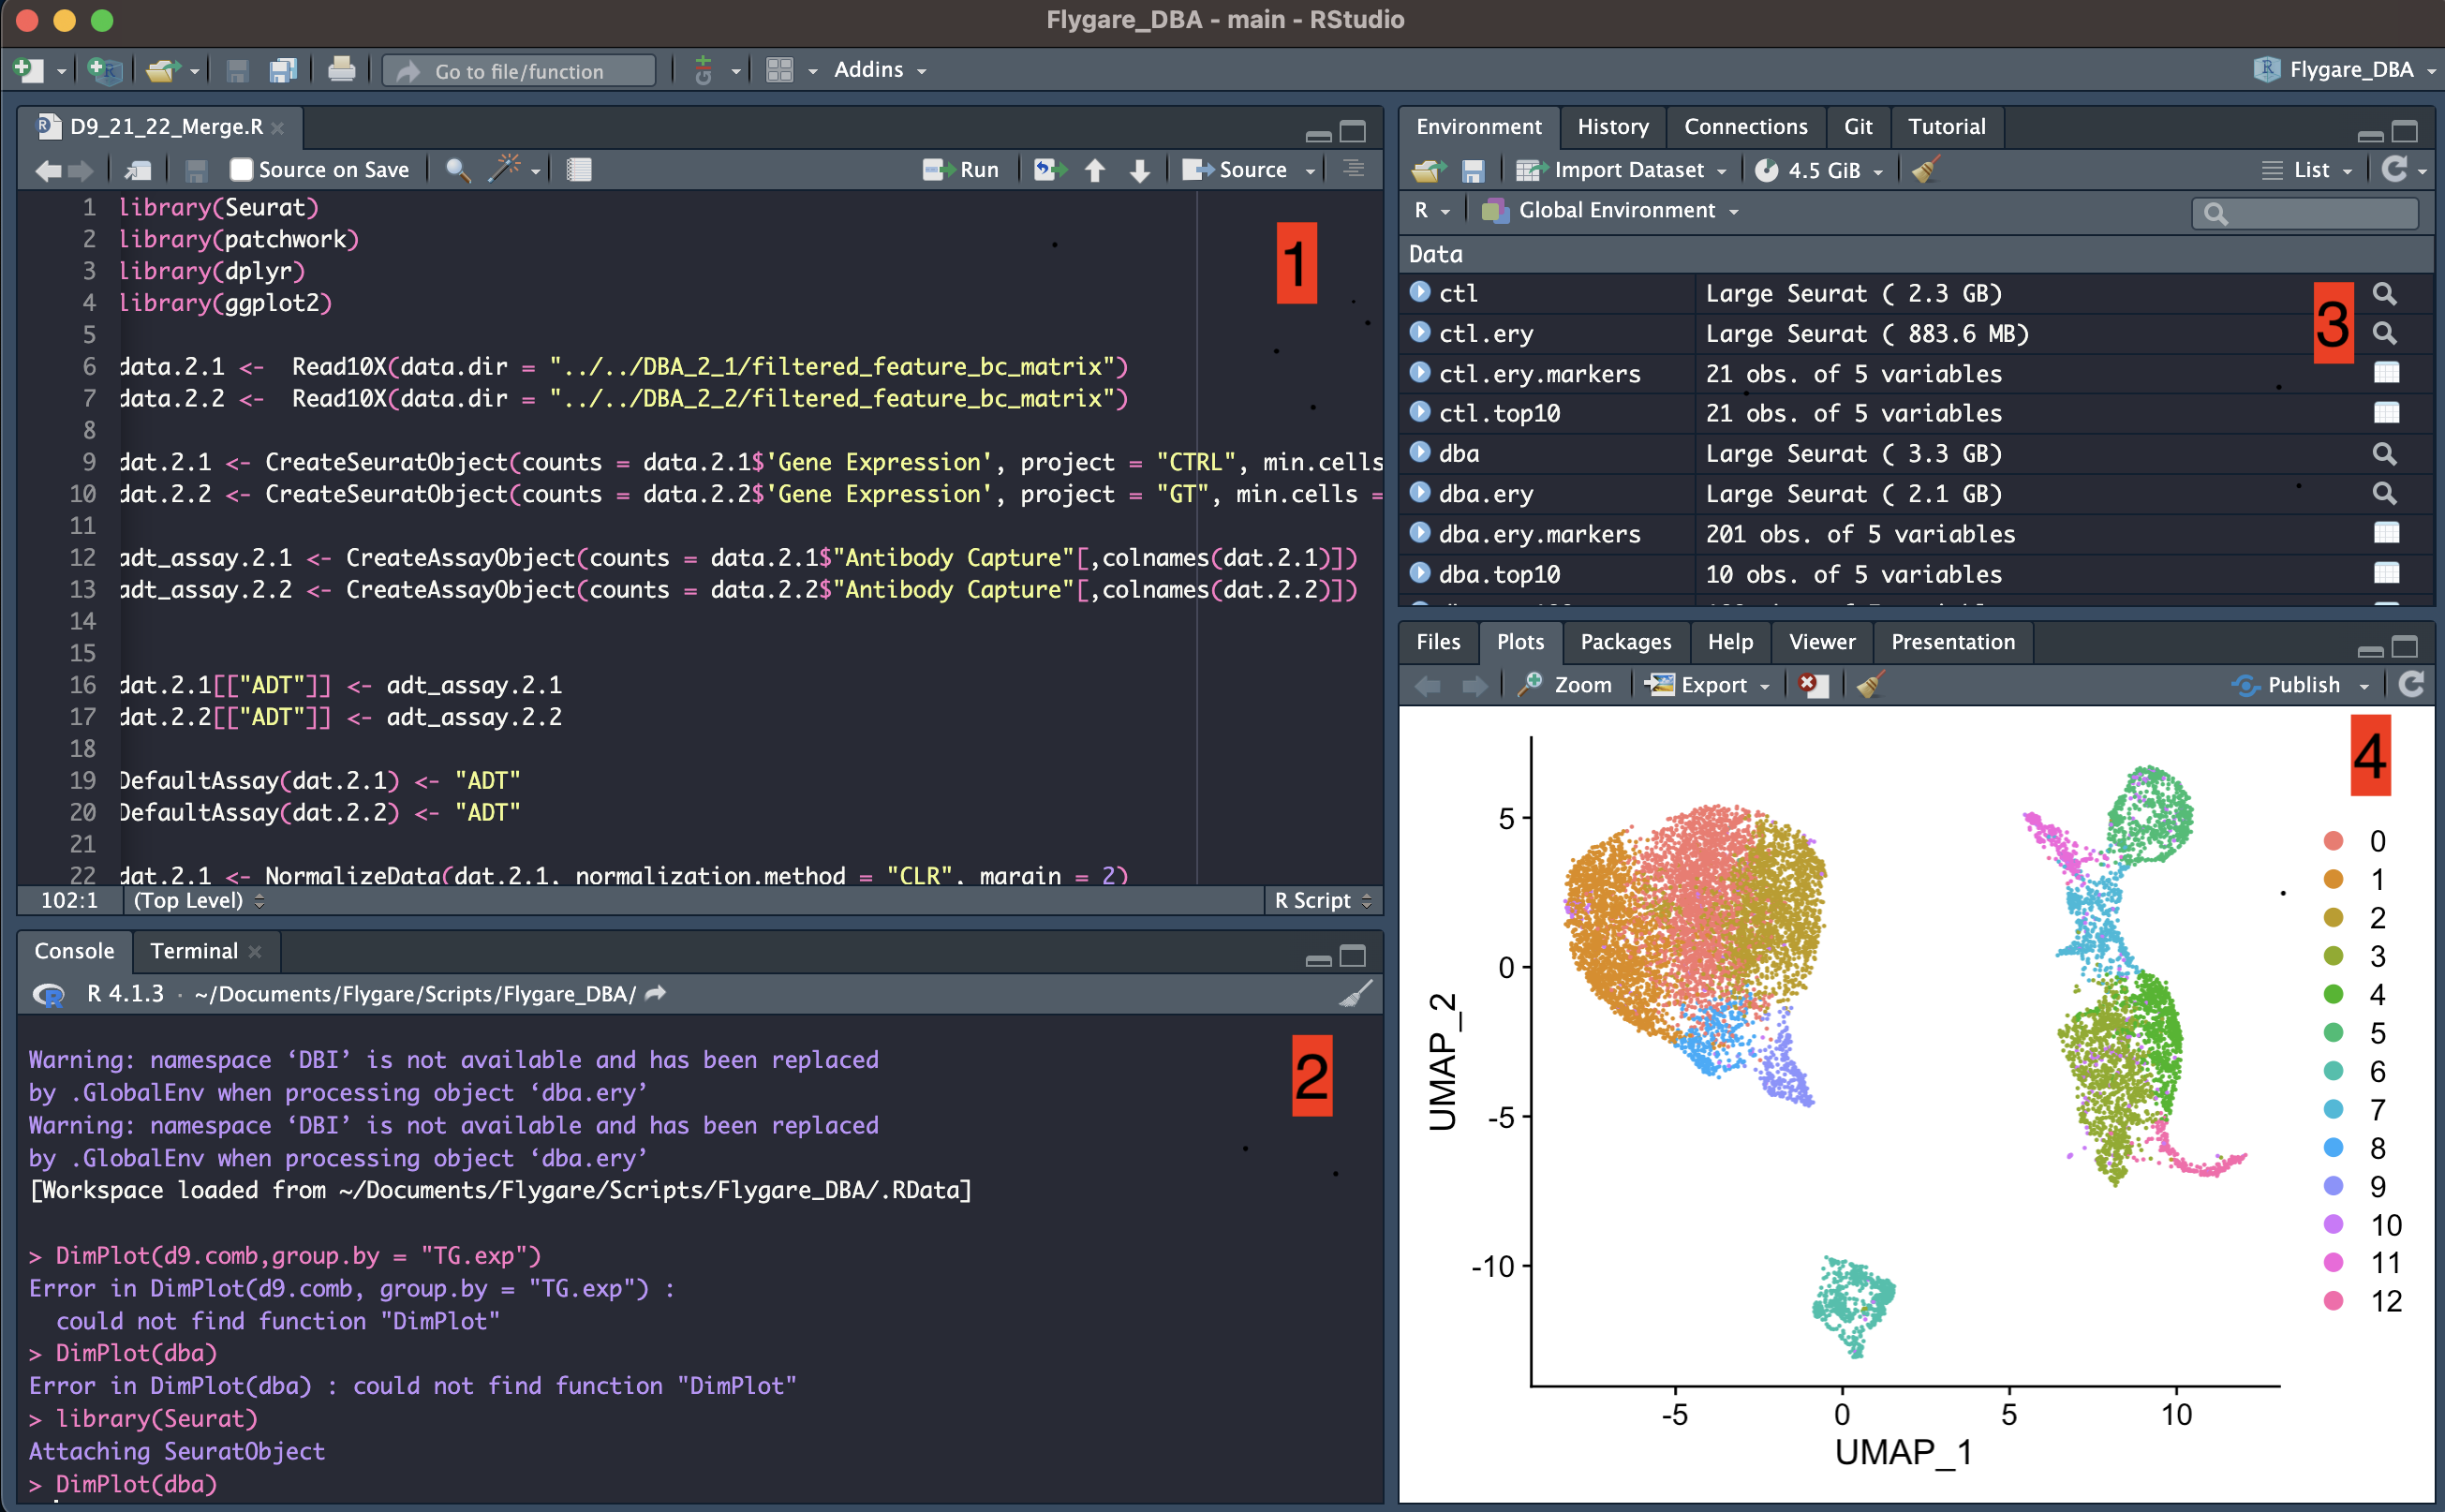 Flygare_DBA - main - RStudio
Go to file/function
Addins
Flygare_DBA
D9_21_22_Merge.R
Source on Save
Run
Source
1 library(Seurat)
2 library(patchwork)
3 library(dplyr)
4 library(ggplot2)
5
6 data.2.1 <-  Read10X(data.dir = "../../DBA_2_1/filtered_feature_bc_matrix")
7 data.2.2 <-  Read10X(data.dir = "../../DBA_2_2/filtered_feature_bc_matrix")
8
9 dat.2.1 <- CreateSeuratObject(counts = data.2.1$'Gene Expression', project = "CTRL", min.cells
10 dat.2.2 <- CreateSeuratObject(counts = data.2.2$'Gene Expression', project = "GT", min.cells =
11
12 adt_assay.2.1 <- CreateAssayObject(counts = data.2.1$"Antibody Capture"[,colnames(dat.2.1)])
13 adt_assay.2.2 <- CreateAssayObject(counts = data.2.2$"Antibody Capture"[,colnames(dat.2.2)])
14
15
16 dat.2.1[["ADT"]] <- adt_assay.2.1
17 dat.2.2[["ADT"]] <- adt_assay.2.2
18
19 DefaultAssay(dat.2.1) <- "ADT"
20 DefaultAssay(dat.2.2) <- "ADT"
21
22 dat.2.1 <- NormalizeData(dat.2.1, normalization.method = "CLR", margin = 2)
1
102:1 (Top Level) R Script
Console Terminal
R 4.1.3 · ~/Documents/Flygare/Scripts/Flygare_DBA/
Warning: namespace ‘DBI’ is not available and has been replaced
by .GlobalEnv when processing object ‘dba.ery’
Warning: namespace ‘DBI’ is not available and has been replaced
by .GlobalEnv when processing object ‘dba.ery’
[Workspace loaded from ~/Documents/Flygare/Scripts/Flygare_DBA/.RData]
> DimPlot(d9.comb,group.by = "TG.exp")
Error in DimPlot(d9.comb, group.by = "TG.exp") :
  could not find function "DimPlot"
> DimPlot(dba)
Error in DimPlot(dba) : could not find function "DimPlot"
> library(Seurat)
Attaching SeuratObject
> DimPlot(dba)
2
Environment History Connections Git Tutorial
Import Dataset 4.5 GiB List
R Global Environment
Data
ctl Large Seurat ( 2.3 GB)
ctl.ery Large Seurat ( 883.6 MB)
ctl.ery.markers 21 obs. of 5 variables
ctl.top10 21 obs. of 5 variables
dba Large Seurat ( 3.3 GB)
dba.ery Large Seurat ( 2.1 GB)
dba.ery.markers 201 obs. of 5 variables
dba.top10 10 obs. of 5 variables
3
Files Plots Packages Help Viewer Presentation
Zoom Export Publish
4
5
0
-5
-10
UMAP_2
-5 0 5 10
UMAP_1
0
1
2
3
4
5
6
7
8
9
10
11
12